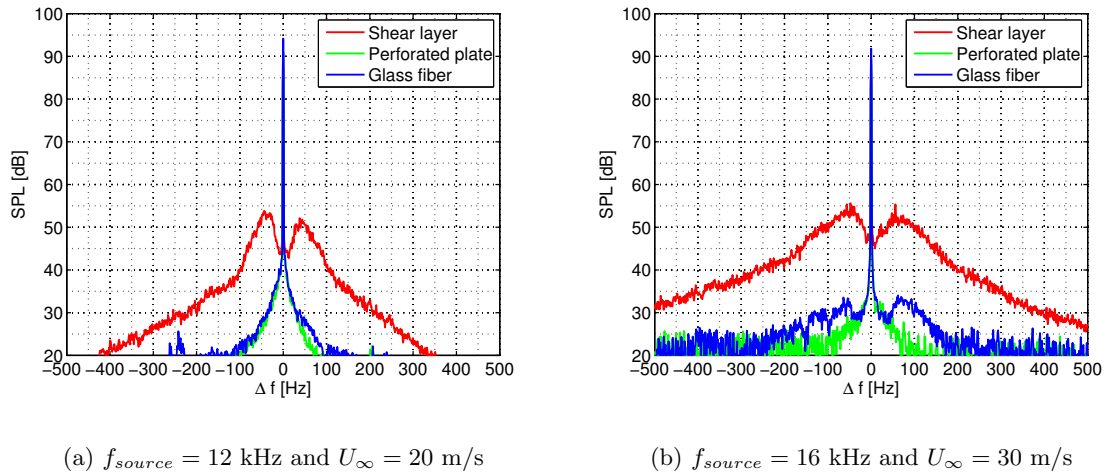 100
90
80
70
60
50
40
30
20
SPL [dB]
Shear layer
Perforated plate
Glass fiber
−500 −400 −300 −200 −100 0 100 200 300 400 500
Δ f [Hz]
(a) f_source = 12 kHz and U_∞ = 20 m/s
100
90
80
70
60
50
40
30
20
SPL [dB]
Shear layer
Perforated plate
Glass fiber
−500 −400 −300 −200 −100 0 100 200 300 400 500
Δ f [Hz]
(b) f_source = 16 kHz and U_∞ = 30 m/s